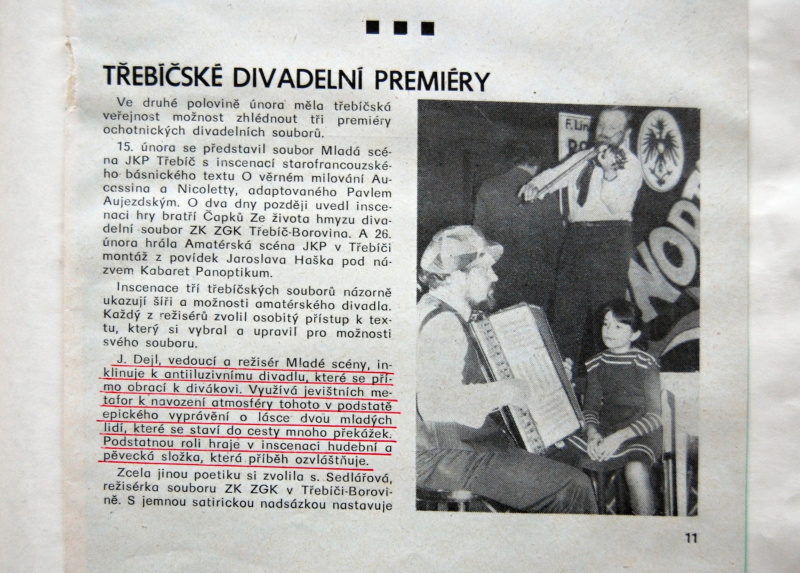 TŘEBÍČSKÉ DIVADELNÍ PREMIÉRY
Ve druhé polovině února měla třebíčská
veřejnost možnost zhlédnout tři premiéry
ochotnických divadelních souborů.
15. února se představil soubor Mladá scé-
na JKP Třebíč s inscenací starofrancouzské-
ho básnického textu O věrném milování Au-
cessina a Nicoletty, adaptovaného Pavlem
Aujezdským. O dva dny později uvedl insce-
naci hry bratří Čapků Ze života hmyzu diva-
delní soubor ZK ZGK Třebíč-Borovina. A 26.
února hrála Amatérská scéna JKP v Třebíči
montáž z povídek Jaroslava Haška pod ná-
zvem Kabaret Panoptikum.
Inscenace tří třebíčských souborů názorně
ukazují šíři a možnosti amatérského divadla.
Každý z režisérů zvolil osobitý přístup k tex-
tu, který si vybral a upravil pro možnosti
svého souboru.
J. Dejl, vedoucí a režisér Mladé scény, in-
klinuje k antiiluzivnímu divadlu, které se pří-
mo obrací k divákovi. Využívá jevištních me-
tafor k navození atmosféry tohoto v podstatě
epického vyprávění o lásce dvou mladých
lidí, které se staví do cesty mnoho překážek.
Podstatnou roli hraje v inscenaci hudební a
pěvecká složka, která příběh ozvláštňuje.
Zcela jinou poetiku si zvolila s. Sedlářová,
režisérka souboru ZK ZGK v Třebíči-Borovi-
ně. S jemnou satirickou nadsázkou nastavuje
F. Lin
KODY
11